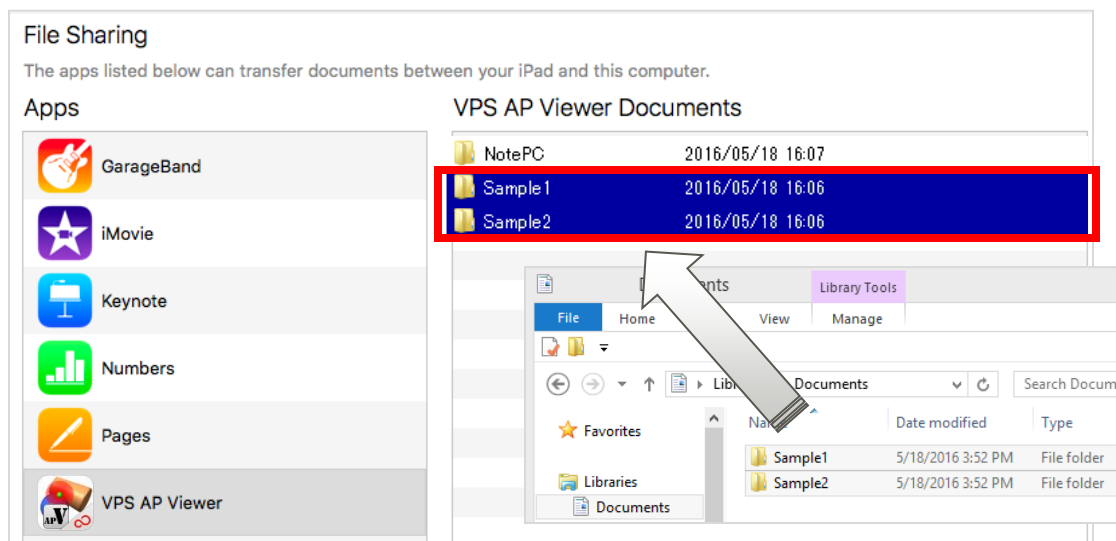 File Sharing
The apps listed below can transfer documents between your iPad and this computer.
Apps
GarageBand
iMovie
Keynote
Numbers
Pages
VPS AP Viewer
VPS AP Viewer Documents
NotePC 2016/05/18 16:07
Sample1 2016/05/18 16:06
Sample2 2016/05/18 16:06
Library Tools
File Home View Manage
Documents
Search Docum
Favorites
Libraries
Documents
Date modified Type
Sample1 5/18/2016 3:52 PM File folder
Sample2 5/18/2016 3:52 PM File folder